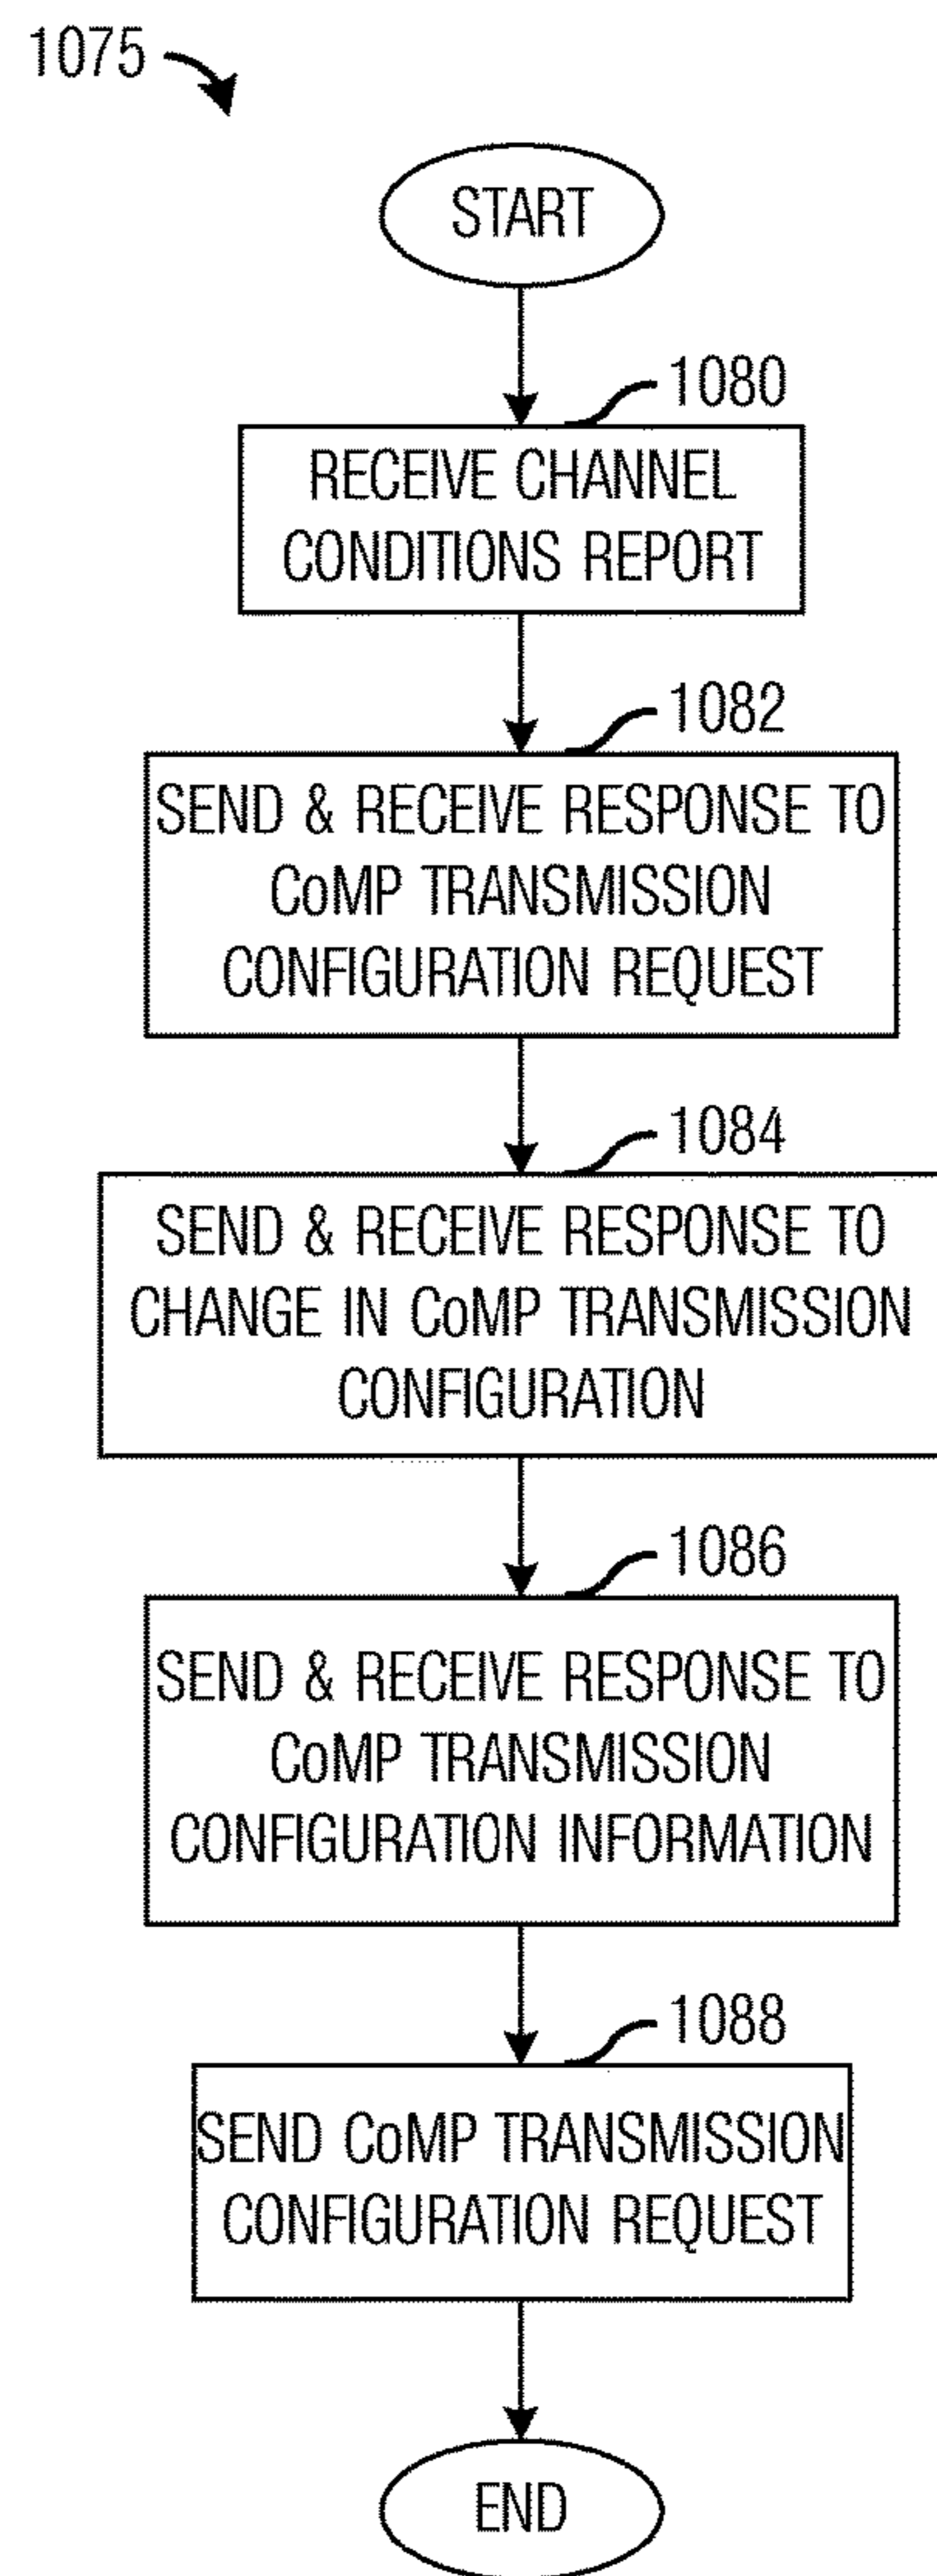 1075
START
1080
RECEIVE CHANNEL
CONDITIONS REPORT
1082
SEND & RECEIVE RESPONSE TO
CoMP TRANSMISSION
CONFIGURATION REQUEST
1084
SEND & RECEIVE RESPONSE TO
CHANGE IN CoMP TRANSMISSION
CONFIGURATION
1086
SEND & RECEIVE RESPONSE TO
CoMP TRANSMISSION
CONFIGURATION INFORMATION
1088
SEND CoMP TRANSMISSION
CONFIGURATION REQUEST
END